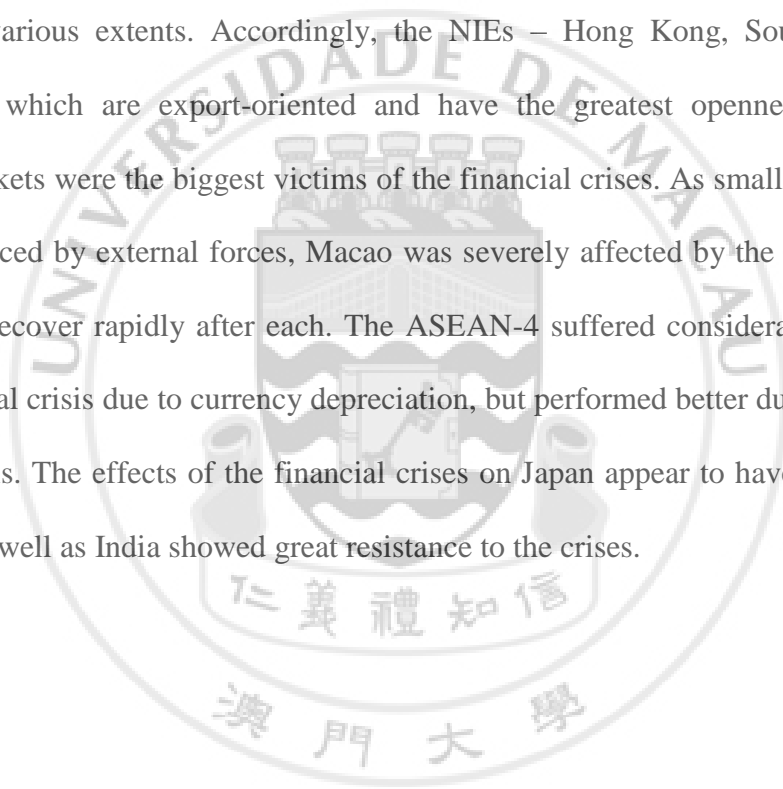 various extents. Accordingly, the NIEs – Hong Kong, Sou
which are export-oriented and have the greatest openne
kets were the biggest victims of the financial crises. As small
ced by external forces, Macao was severely affected by the
ecover rapidly after each. The ASEAN-4 suffered considera
al crisis due to currency depreciation, but performed better du
s. The effects of the financial crises on Japan appear to have
well as India showed great resistance to the crises.
UNIVERSIDADE DE MACAU
仁義禮知信
澳門大學